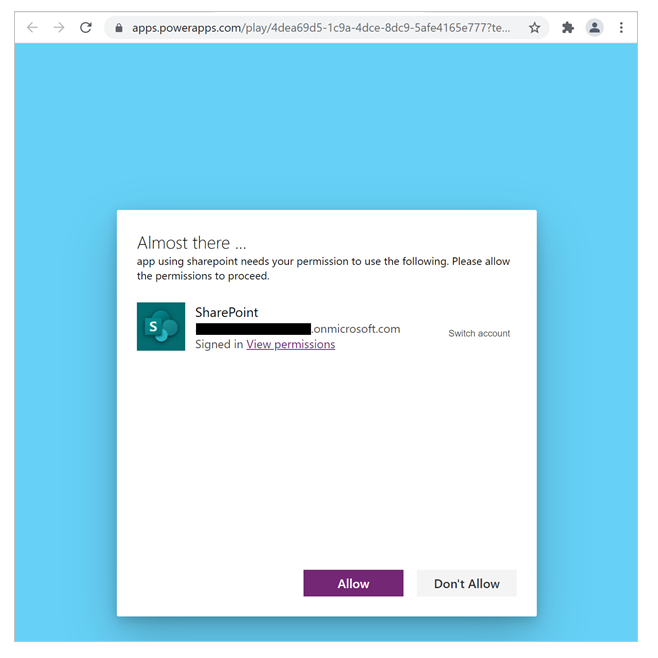 apps.powerapps.com/play/4dea69d5-1c9a-4dce-8dc9-5afe4165e777?te...
Almost there ...
app using sharepoint needs your permission to use the following. Please allow
the permissions to proceed.
S
SharePoint
.onmicrosoft.com
Switch account
Signed in View permissions
Allow
Don't Allow